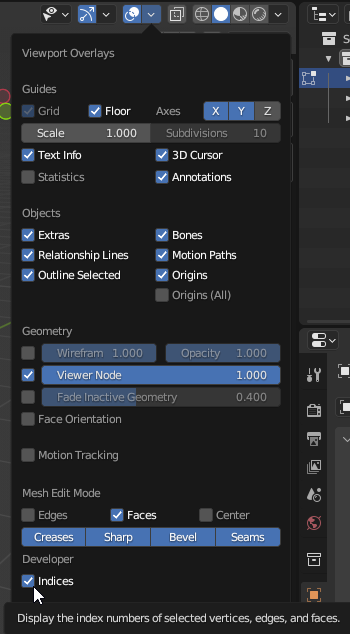 Viewport Overlays
Guides
Grid Floor Axes X Y Z
Scale 1.000 Subdivisions 10
Text Info 3D Cursor
Statistics Annotations
Objects
Extras Bones
Relationship Lines Motion Paths
Outline Selected Origins
Origins (All)
Geometry
Wirefram 1.000 Opacity 1.000
Viewer Node 1.000
Fade Inactive Geometry 0.400
Face Orientation
Motion Tracking
Mesh Edit Mode
Edges Faces Center
Creases Sharp Bevel Seams
Developer
Indices
Display the index numbers of selected vertices, edges, and faces.